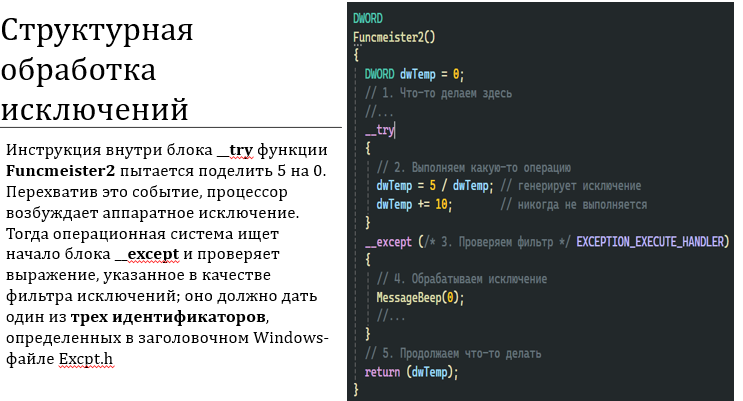 Структурная
обработка
исключений
Инструкция внутри блока __try функции
Funcmeister2 пытается поделить 5 на 0.
Перехватив это событие, процессор
возбуждает аппаратное исключение.
Тогда операционная система ищет
начало блока __except и проверяет
выражение, указанное в качестве
фильтра исключений; оно должно дать
один из трех идентификаторов,
определенных в заголовочном Windows-
файле Excpt.h
DWORD
Funcmeister2()
{
DWORD dwTemp = 0;
// 1. Что-то делаем здесь
//...
__try
{
// 2. Выполняем какую-то операцию
dwTemp = 5 / dwTemp; // генерирует исключение
dwTemp += 10; // никогда не выполняется
}
__except (/* 3. Проверяем фильтр */ EXCEPTION_EXECUTE_HANDLER)
{
// 4. Обрабатываем исключение
MessageBeep(0);
//...
}
// 5. Продолжаем что-то делать
return (dwTemp);
}